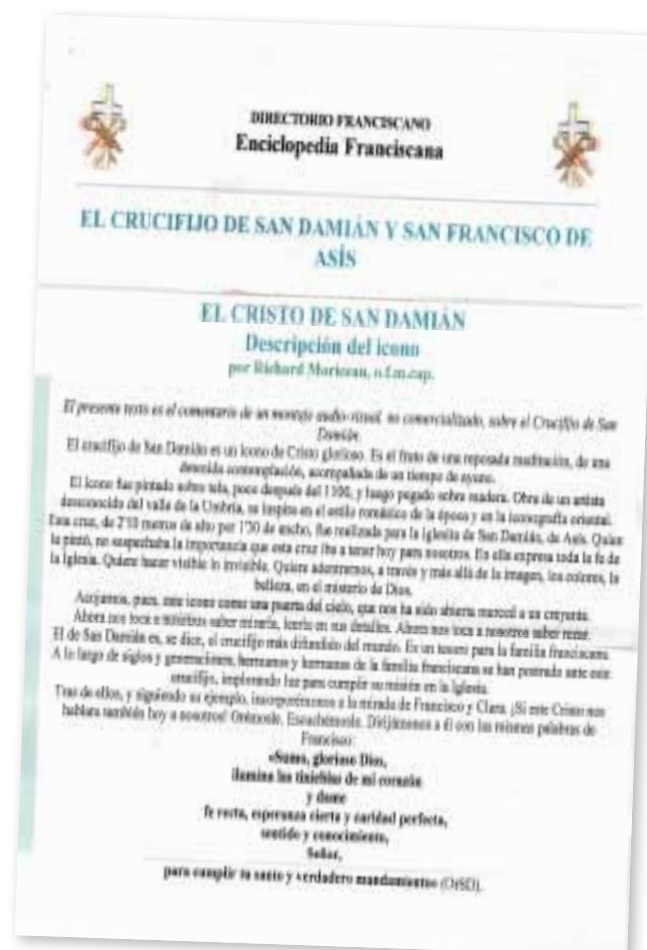 DIRECTORIO FRANCISCANO
Enciclopedia Franciscana
EL CRUCIFIJO DE SAN DAMIÁN Y SAN FRANCISCO DE
ASÍS
EL CRISTO DE SAN DAMIÁN
Descripción del icono
por Richard Moriceau, o.f.m.cap.
El presente texto es el comentario de un montaje audio-visual, no comercializado, sobre el Crucifijo de San
Damián.
El crucifijo de San Damián es un icono de Cristo glorioso. Es el fruto de una reposada meditación, de una
detenida contemplación, acompañada de un tiempo de ayuno.
El icono fue pintado sobre tela, poco después del 1100, y luego pegado sobre madera. Obra de un artista
desconocido del valle de la Umbría, se inspira en el estilo románico de la época y en la iconografía oriental.
Esta cruz, de 2'10 metros de alto por 1'30 de ancho, fue realizada para la iglesita de San Damián, de Asís. Quien
la pintó, no sospechaba la importancia que esta cruz iba a tener hoy para nosotros. En ella expresa toda la fe de
la Iglesia. Quiere hacer visible lo invisible. Quiere adentrarnos, a través y más allá de la imagen, los colores, la
belleza, en el misterio de Dios.
Acojamos, pues, este icono como una puerta del cielo, que nos ha sido abierta merced a un creyente.
Ahora nos toca a nosotros saber mirarla, leerla en sus detalles. Ahora nos toca a nosotros saber rezar.
El de San Damián es, se dice, el crucifijo más difundido del mundo. Es un tesoro para la familia franciscana.
A lo largo de siglos y generaciones, hermanos y hermanas de la familia franciscana se han postrado ante este
crucifijo, implorando luz para cumplir su misión en la Iglesia.
Tras de ellos, y siguiendo su ejemplo, incorporémonos a la mirada de Francisco y Clara. ¡Si este Cristo nos
hablara también hoy a nosotros! Orémosle. Escuchémosle. Dirijámonos a él con las mismas palabras de
Francisco:
«Sumo, glorioso Dios,
ilumina las tinieblas de mi corazón
y dame
fe recta, esperanza cierta y caridad perfecta,
sentido y conocimiento,
Señor,
para cumplir tu santo y verdadero mandamiento» (OrSD).